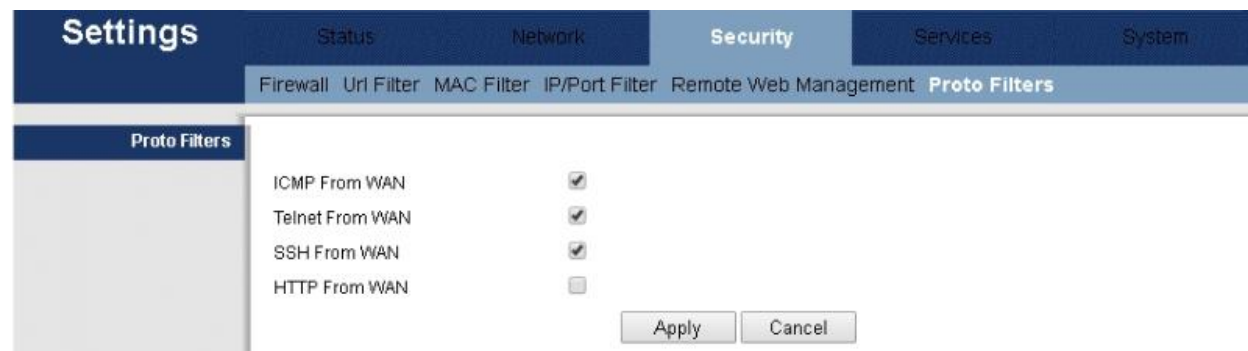 Settings Status Network Security Services System
Firewall Url Filter MAC Filter IP/Port Filter Remote Web Management Proto Filters
Proto Filters
ICMP From WAN
Telnet From WAN
SSH From WAN
HTTP From WAN
Apply Cancel